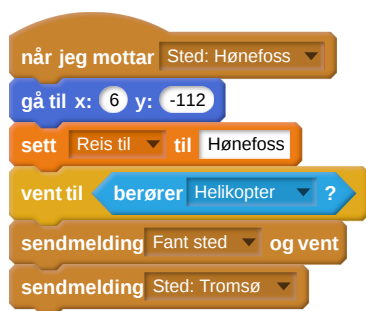 når jeg mottar Sted: Hønefoss
gå til x: 6 y: -112
sett Reis til til Hønefoss
vent til berører Helikopter ?
sendmelding Fant sted og vent
sendmelding Sted: Tromsø